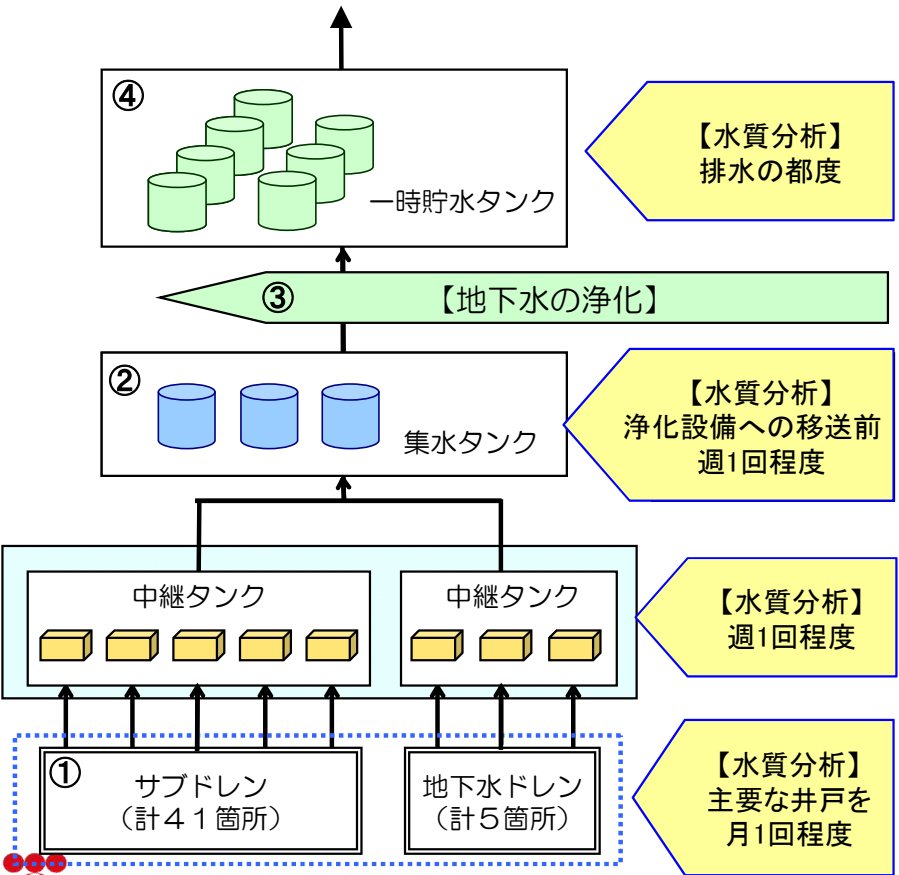 ④
一時貯水タンク
【水質分析】
排水の都度
③
【地下水の浄化】
②
集水タンク
【水質分析】
浄化設備への移送前
週1回程度
中継タンク
中継タンク
【水質分析】
週1回程度
①
サブドレン
（計４１箇所）
地下水ドレン
（計５箇所）
【水質分析】
主要な井戸を
月1回程度